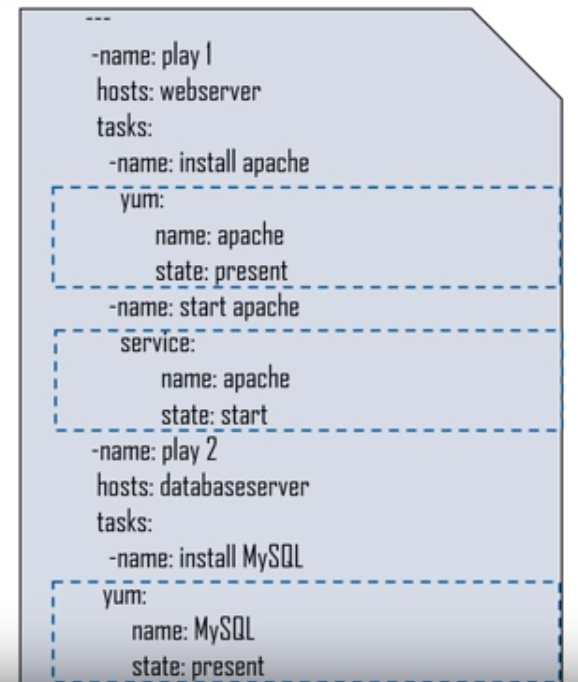 ---
-name: play 1
hosts: webserver
tasks:
-name: install apache
yum:
name: apache
state: present
-name: start apache
service:
name: apache
state: start
-name: play 2
hosts: databaseserver
tasks:
-name: install MySQL
yum:
name: MySQL
state: present